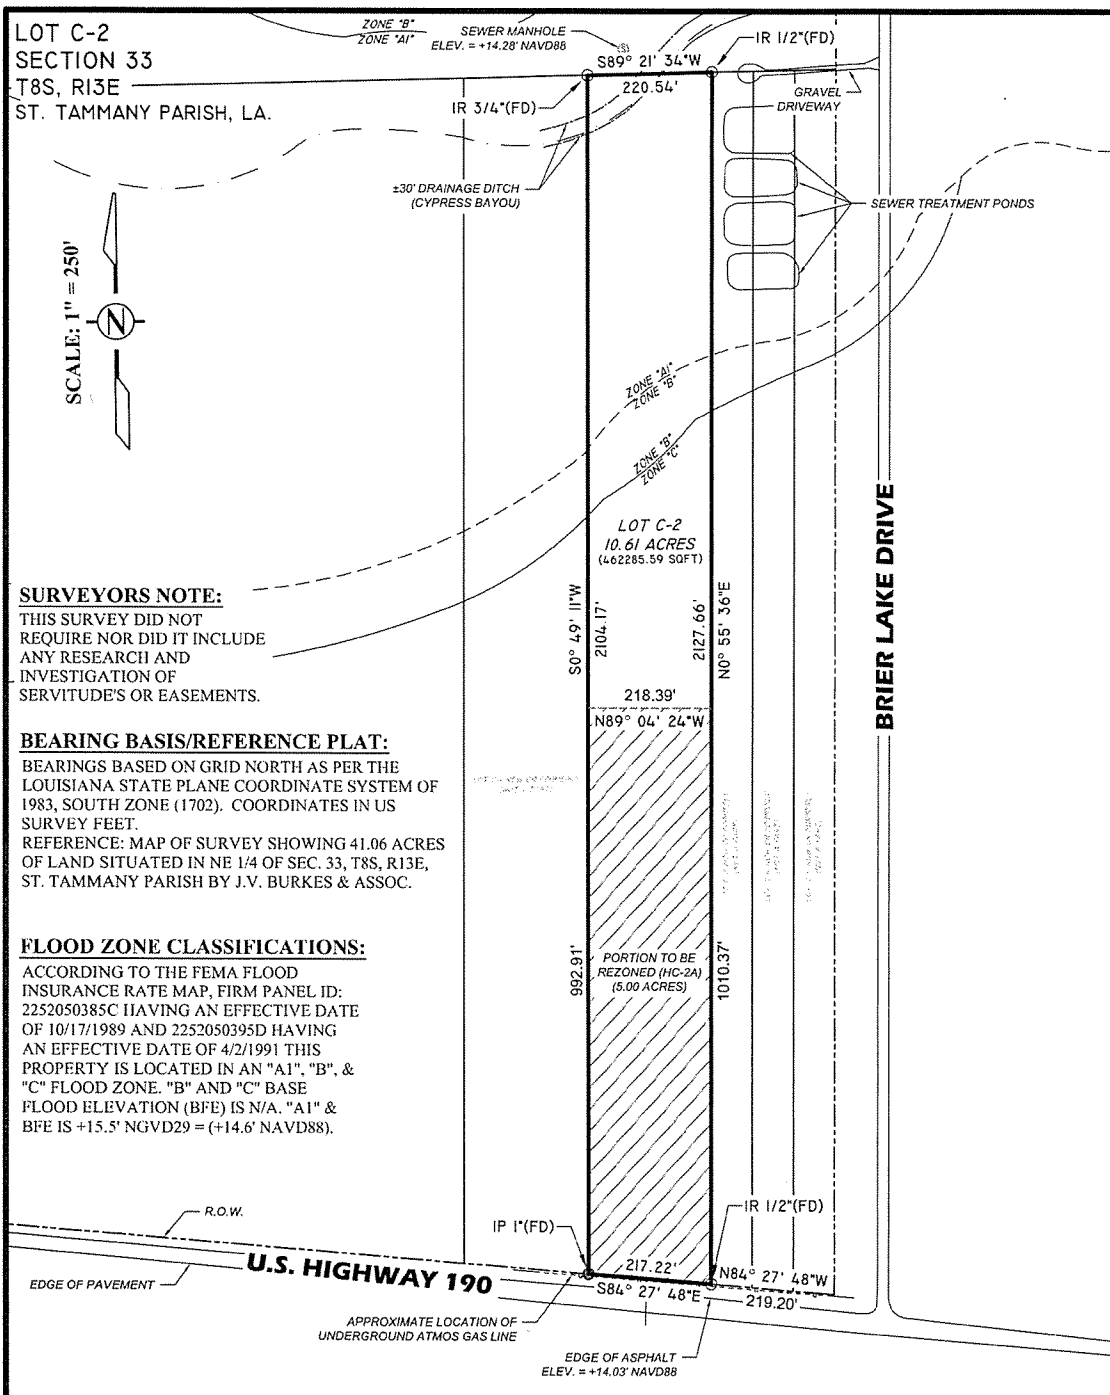 LOT C-2
SECTION 33
T8S, R13E
ST. TAMMANY PARISH, LA.
ZONE "B"
ZONE "A1"
SEWER MANHOLE
ELEV. = +14.28' NAVD88
(S)
S89° 21' 34"W
220.54'
IR 1/2"(FD)
IR 3/4"(FD)
GRAVEL
DRIVEWAY
±30' DRAINAGE DITCH
(CYPRESS BAYOU)
SEWER TREATMENT PONDS
SCALE: 1" = 250'
N
ZONE "A1"
ZONE "B"
ZONE "B"
ZONE "C"
LOT C-2
10.61 ACRES
(462285.59 SQFT)
S0° 49' 11"W
2104.17'
2127.66'
N0° 55' 36"E
BRIER LAKE DRIVE
SURVEYORS NOTE:
THIS SURVEY DID NOT
REQUIRE NOR DID IT INCLUDE
ANY RESEARCH AND
INVESTIGATION OF
SERVITUDE'S OR EASEMENTS.
218.39'
N89° 04' 24"W
BEARING BASIS/REFERENCE PLAT:
BEARINGS BASED ON GRID NORTH AS PER THE
LOUISIANA STATE PLANE COORDINATE SYSTEM OF
1983, SOUTH ZONE (1702). COORDINATES IN US
SURVEY FEET.
REFERENCE: MAP OF SURVEY SHOWING 41.06 ACRES
OF LAND SITUATED IN NE 1/4 OF SEC. 33, T8S, R13E,
ST. TAMMANY PARISH BY J.V. BURKES & ASSOC.
992.91'
PORTION TO BE
REZONED (HC-2A)
(5.00 ACRES)
1010.37'
FLOOD ZONE CLASSIFICATIONS:
ACCORDING TO THE FEMA FLOOD
INSURANCE RATE MAP, FIRM PANEL ID:
2252050385C HAVING AN EFFECTIVE DATE
OF 10/17/1989 AND 2252050395D HAVING
AN EFFECTIVE DATE OF 4/2/1991 THIS
PROPERTY IS LOCATED IN AN "A1", "B", &
"C" FLOOD ZONE. "B" AND "C" BASE
FLOOD ELEVATION (BFE) IS N/A. "A1" &
BFE IS +15.5' NGVD29 = (+14.6' NAVD88).
R.O.W.
IP 1"(FD)
IR 1/2"(FD)
U.S. HIGHWAY 190
217.22'
S84° 27' 48"E
N84° 27' 48"W
219.20'
EDGE OF PAVEMENT
APPROXIMATE LOCATION OF
UNDERGROUND ATMOS GAS LINE
EDGE OF ASPHALT
ELEV. = +14.03' NAVD88